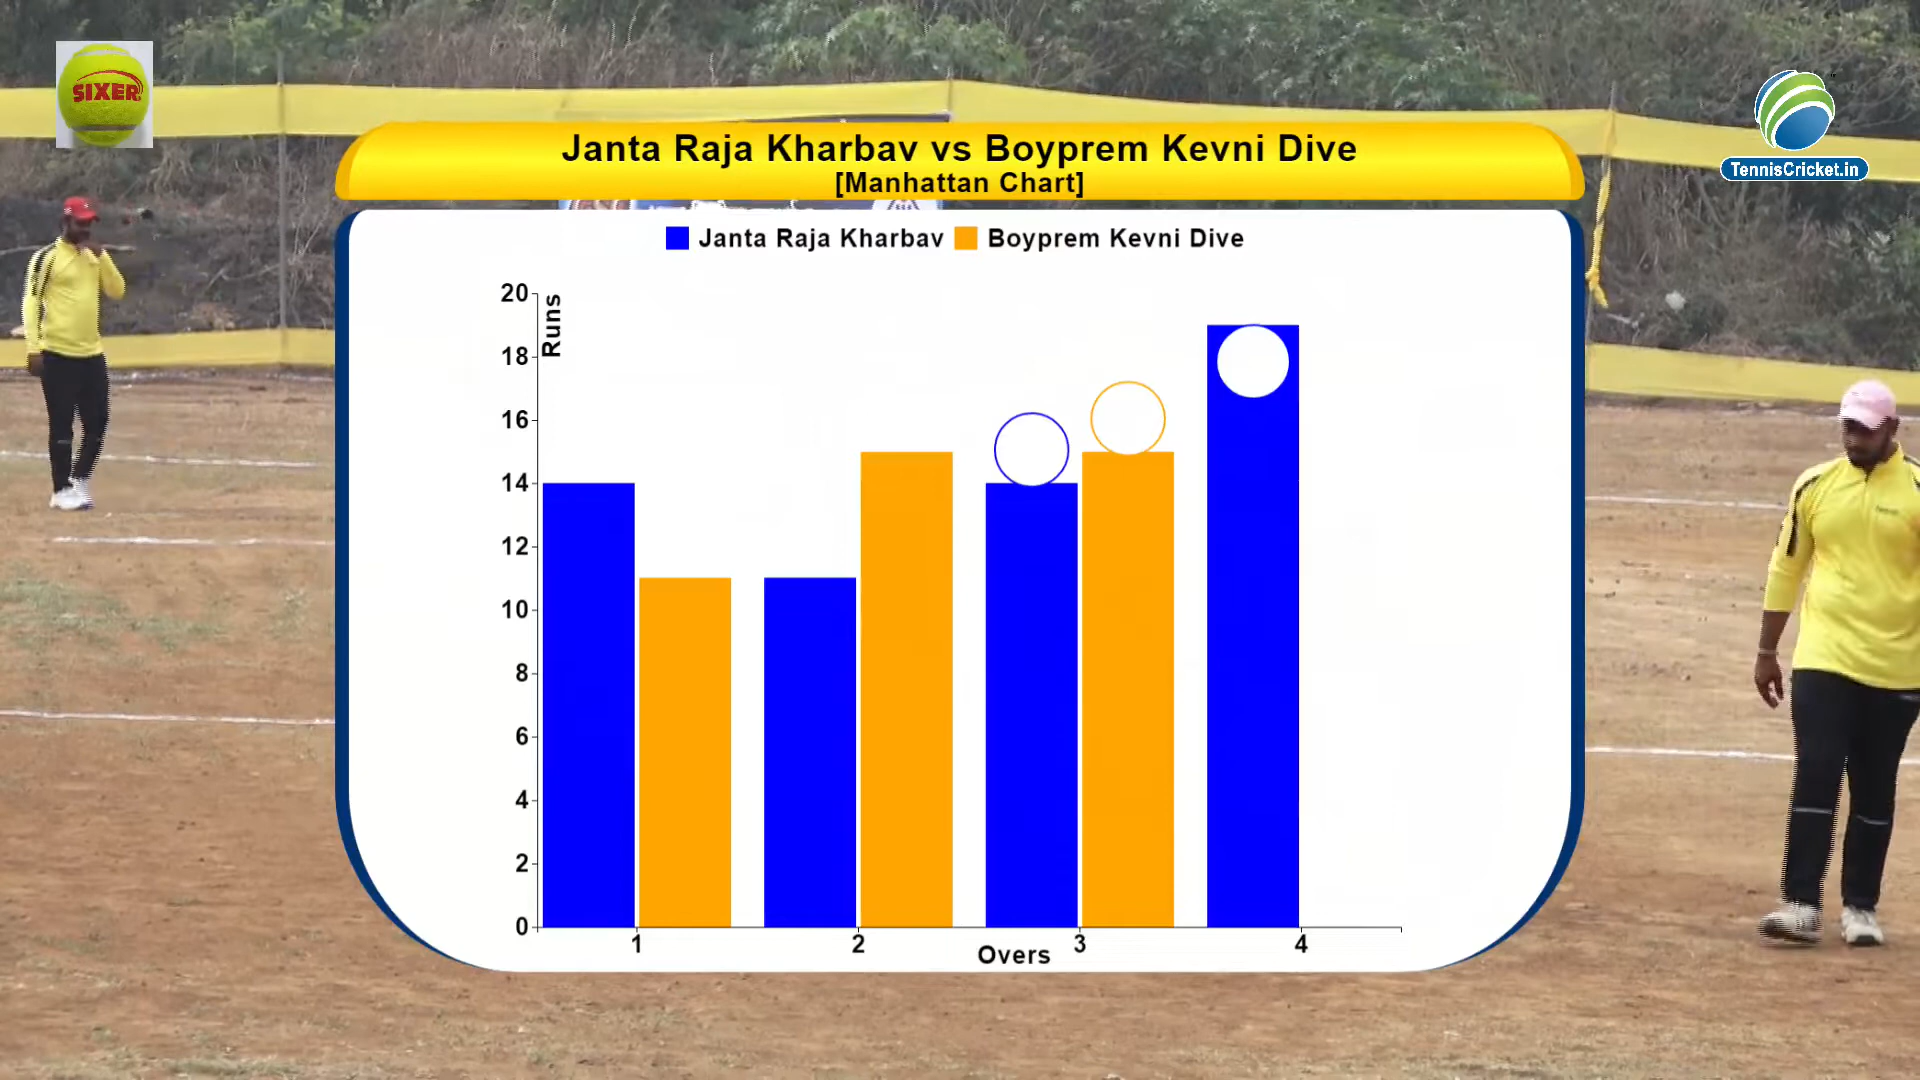 SIXER
TennisCricket.in
Janta Raja Kharbav vs Boyprem Kevni Dive
[Manhattan Chart]
Janta Raja Kharbav Boyprem Kevni Dive
Runs
20
18
16
14
12
10
8
6
4
2
0
1 2 3 4
Overs